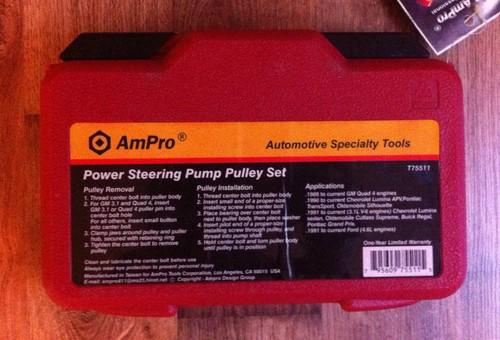 AmPro®
AmPro®
Automotive Specialty Tools
Power Steering Pump Pulley Set
T75511
Pulley Removal
1. Thread center bolt into puller body
2. For GM 3.1 and Quad 4, insert
GM 3.1 or Quad 4 puller pin into
center bolt hole
For all others, insert small button
into center bolt
3. Clamp jaws around pulley and puller
hub, secured with retaining ring
3. Tighten the center bolt to remove
pulley
Pulley Installation
1. Thread center bolt into puller body
2. Insert small end of a proper-size
installing screw into center bolt
3. Place bearing over center bolt
next to pulley body, then place washer
4. Insert pilot end of a proper-size
installing screw through pulley, and
thread into pump shaft
5. Hold center bolt and turn puller body
until pulley is in position
Applications
1988 to current GM Quad 4 engines
1990 to current Chevrolet Lumina APV,Pontiac
TransSport, Oldsmobile Silhouette
1991 to current (3.1L V6 engines) Chevrolet Lumina
sedan, Oldsmobile Cutlass Supreme, Buick Regal,
Pontiac Grand Prix
1991 to current Ford (4.6L engines)
Clean and lubricate the center bolt before use
Always wear eye protection to prevent personal injury
Manufactured in Taiwan for AmPro Tools Corporation, Los Angeles, CA 90015 USA
E-mail: ampro611@ms23.hinet.net © Copyright - Ampro Design Group
One-Year Limited Warranty
7 95609 75511 5